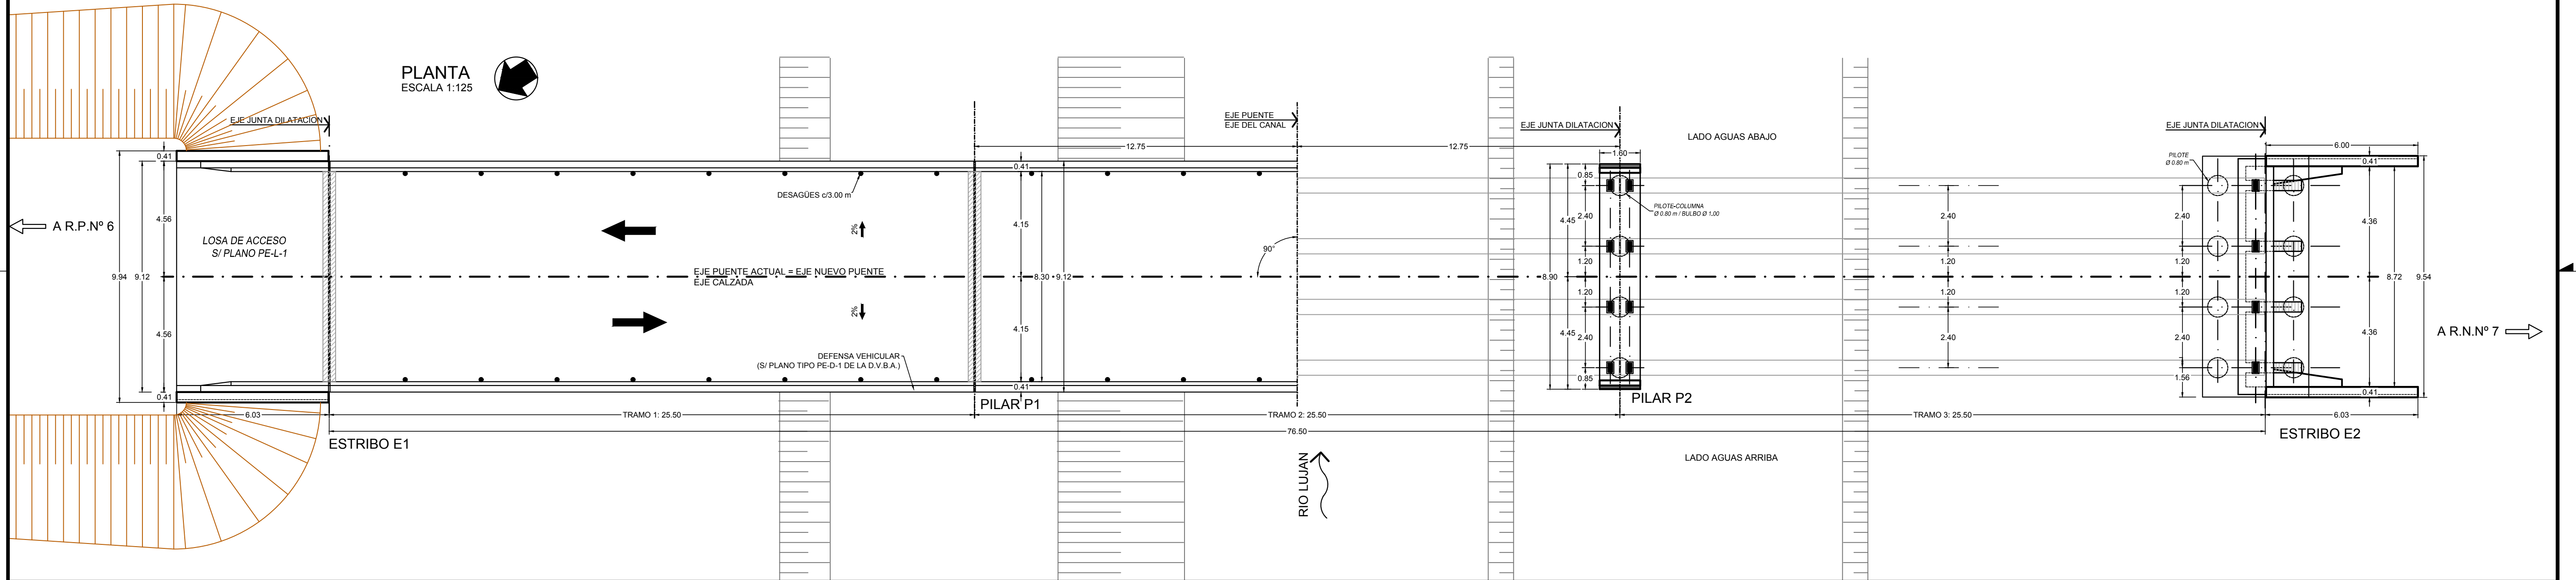 PLANTA
ESCALA 1:125
EJE JUNTA DILATACION
EJE PUENTE
EJE DEL CANAL
EJE JUNTA DILATACION
LADO AGUAS ABAJO
EJE JUNTA DILATACION
12.75
12.75
1.60
6.00
0.41
0.41
0.41
PILOTE
Ø 0.80 m
DESAGÜES c/3.00 m
0.85
PILOTE-COLUMNA
Ø 0.80 m / BULBO Ø 1,00
A R.P.Nº 6
4.56
LOSA DE ACCESO
S/ PLANO PE-L-1
2%
4.15
90°
4.45
2.40
2.40
2.40
4.36
1.20
1.20
1.20
9.94
9.12
EJE PUENTE ACTUAL = EJE NUEVO PUENTE
EJE CALZADA
8.30
9.12
8.90
8.72
9.54
1.20
1.20
1.20
4.56
2%
4.15
4.45
2.40
2.40
2.40
4.36
A R.N.Nº 7
DEFENSA VEHICULAR
(S/ PLANO TIPO PE-D-1 DE LA D.V.B.A.)
0.85
1.56
0.41
0.41
0.41
PILAR P1
PILAR P2
6.03
TRAMO 1: 25.50
TRAMO 2: 25.50
TRAMO 3: 25.50
6.03
76.50
ESTRIBO E1
ESTRIBO E2
RIO LUJAN
LADO AGUAS ARRIBA